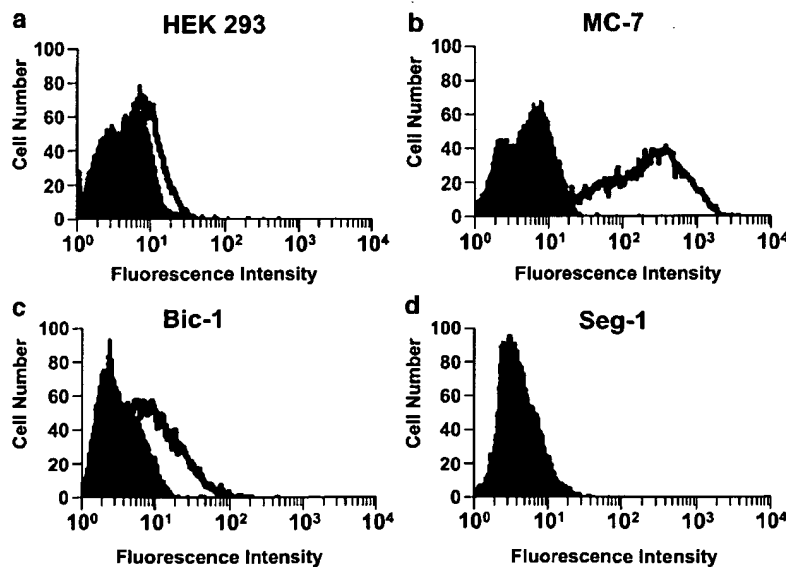 a HEK 293
100
80
60
40
20
0
Cell Number
10⁰ 10¹ 10² 10³ 10⁴
Fluorescence Intensity
b MC-7
100
80
60
40
20
0
Cell Number
10⁰ 10¹ 10² 10³ 10⁴
Fluorescence Intensity
c Bic-1
100
80
60
40
20
0
Cell Number
10⁰ 10¹ 10² 10³ 10⁴
Fluorescence Intensity
d Seg-1
100
80
60
40
20
0
Cell Number
10⁰ 10¹ 10² 10³ 10⁴
Fluorescence Intensity